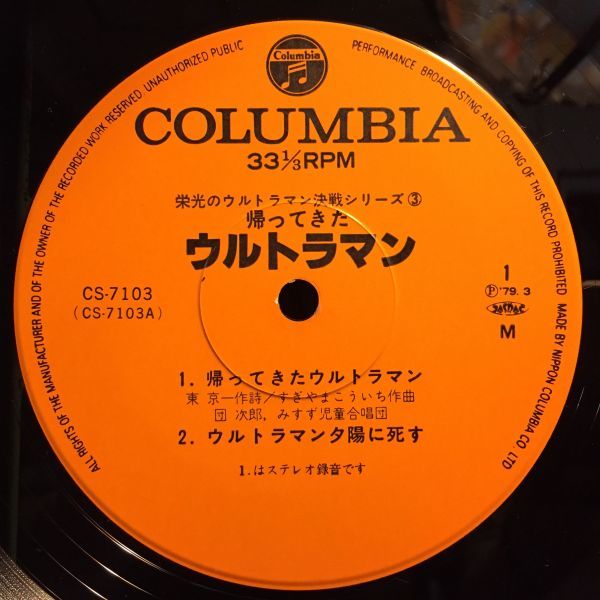 ALL RIGHTS OF THE MANUFACTURER AND OF THE OWNER OF THE RECORDED WORK RESERVED UNAUTHORIZED PUBLIC PERFORMANCE BROADCASTING AND COPYING OF THIS RECORD PROHIBITED MADE BY NIPPON COLUMBIA CO LTD
Columbia
COLUMBIA
33 1/3 RPM
栄光のウルトラマン決戦シリーズ③
帰ってきた
ウルトラマン
CS-7103
(CS-7103A)
1
Ⓟ'79. 3
JASRAC
M
1. 帰ってきたウルトラマン
東 京一作詩/すぎやまこういち作曲
団 次郎, みすず児童合唱団
2. ウルトラマン夕陽に死す
1.はステレオ録音です